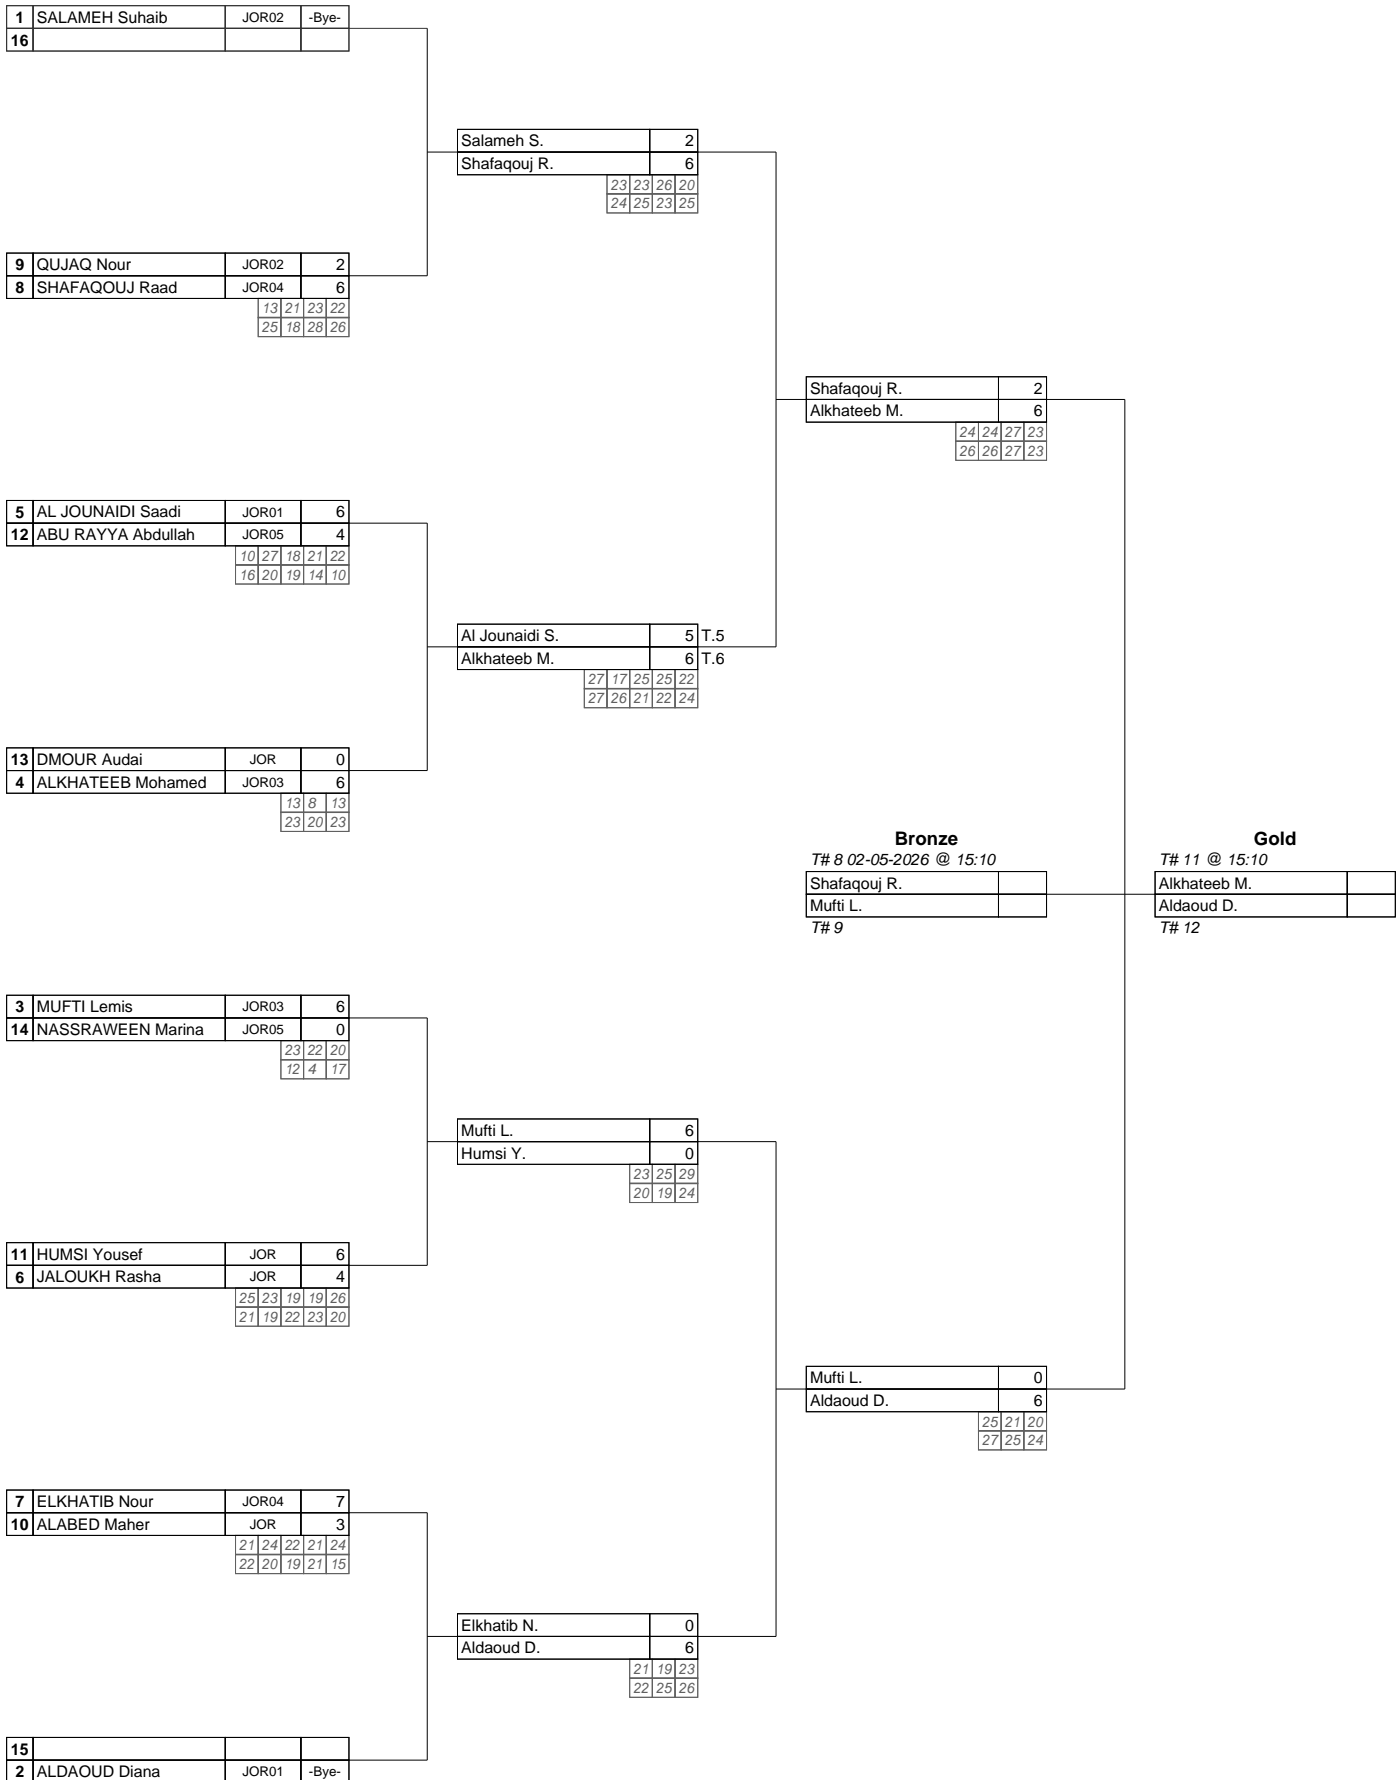 1 SALAMEH Suhaib JOR02 -Bye-
16
Salameh S. 2
Shafaqouj R. 6
23 23 26 20
24 25 23 25
9 QUJAQ Nour JOR02 2
8 SHAFAQOUJ Raad JOR04 6
13 21 23 22
25 18 28 26
Shafaqouj R. 2
Alkhateeb M. 6
24 24 27 23
26 26 27 23
5 AL JOUNAIDI Saadi JOR01 6
12 ABU RAYYA Abdullah JOR05 4
10 27 18 21 22
16 20 19 14 10
Al Jounaidi S. 5 T.5
Alkhateeb M. 6 T.6
27 17 25 25 22
27 26 21 22 24
13 DMOUR Audai JOR 0
4 ALKHATEEB Mohamed JOR03 6
13 8 13
23 20 23
Bronze
T# 8 02-05-2026 @ 15:10
Shafaqouj R.
Mufti L.
T# 9
Gold
T# 11 @ 15:10
Alkhateeb M.
Aldaoud D.
T# 12
3 MUFTI Lemis JOR03 6
14 NASSRAWEEN Marina JOR05 0
23 22 20
12 4 17
Mufti L. 6
Humsi Y. 0
23 25 29
20 19 24
11 HUMSI Yousef JOR 6
6 JALOUKH Rasha JOR 4
25 23 19 19 26
21 19 22 23 20
Mufti L. 0
Aldaoud D. 6
25 21 20
27 25 24
7 ELKHATIB Nour JOR04 7
10 ALABED Maher JOR 3
21 24 22 21 24
22 20 19 21 15
Elkhatib N. 0
Aldaoud D. 6
21 19 23
22 25 26
15
2 ALDAOUD Diana JOR01 -Bye-